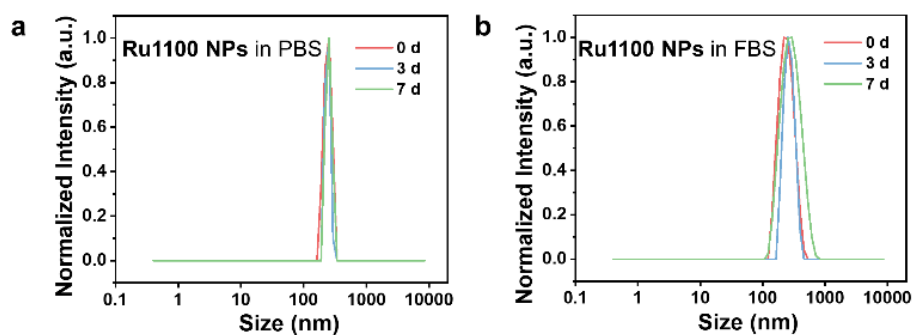 a
Ru1100 NPs in PBS
0 d
3 d
7 d
Normalized Intensity (a.u.)
1.0
0.8
0.6
0.4
0.2
0.0
0.1
1
10
100
1000
10000
Size (nm)
b
Ru1100 NPs in FBS
0 d
3 d
7 d
Normalized Intensity (a.u.)
1.0
0.8
0.6
0.4
0.2
0.0
0.1
1
10
100
1000
10000
Size (nm)